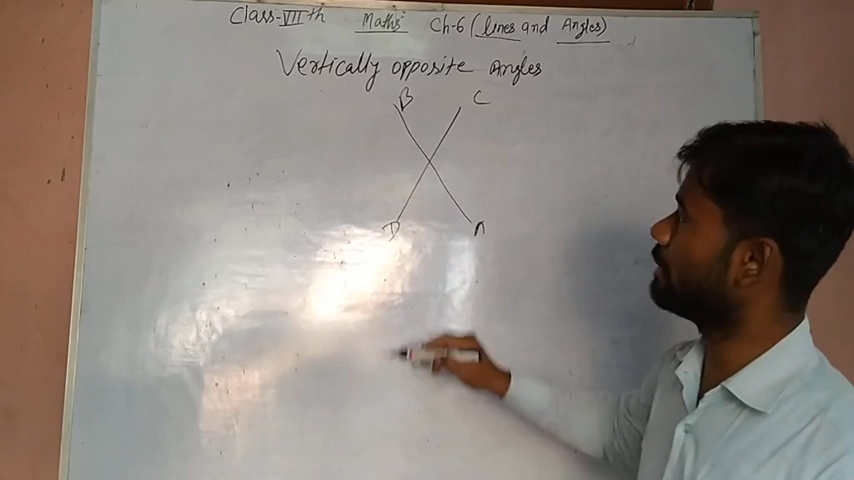 Class-VIIth Maths Ch-6 (lines and Angles)
Vertically opposite Angles
B C
D A